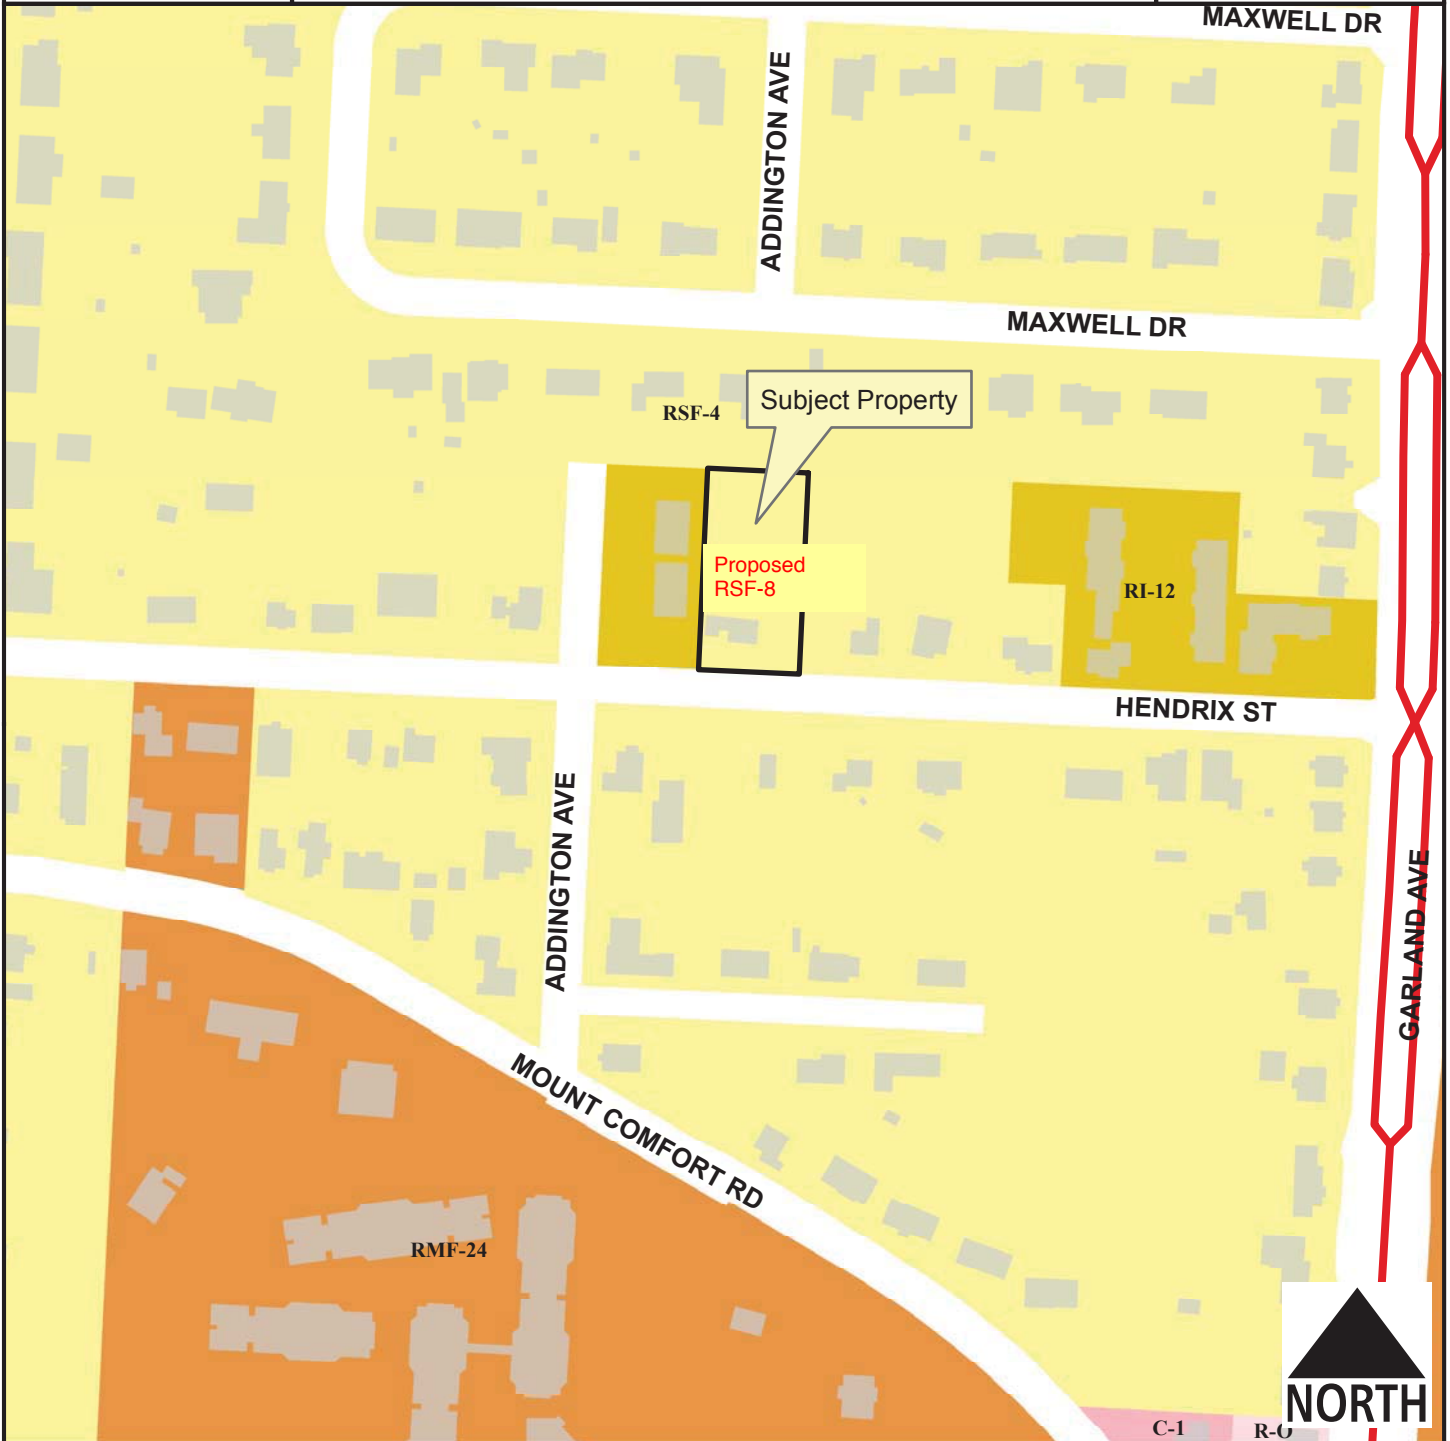 MAXWELL DR
ADDINGTON AVE
MAXWELL DR
Subject Property
RSF-4
Proposed
RSF-8
RI-12
HENDRIX ST
ADDINGTON AVE
GARLAND AVE
MOUNT COMFORT RD
RMF-24
NORTH
C-1
R-O